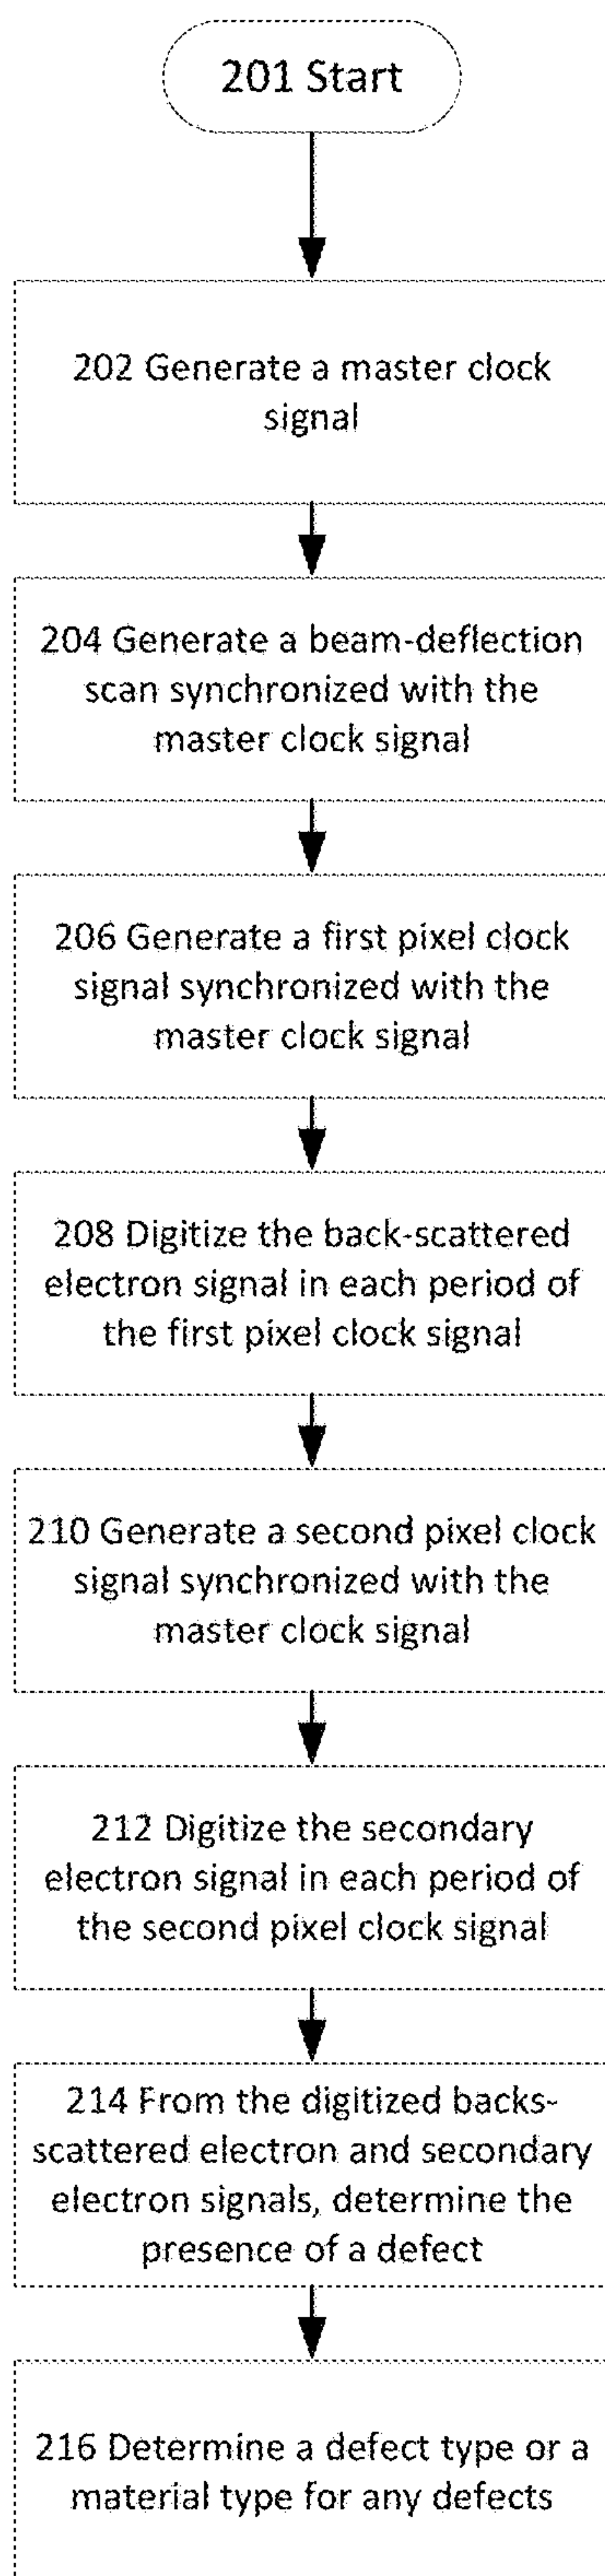 201 Start
202 Generate a master clock
signal
204 Generate a beam-deflection
scan synchronized with the
master clock signal
206 Generate a first pixel clock
signal synchronized with the
master clock signal
208 Digitize the back-scattered
electron signal in each period of
the first pixel clock signal
210 Generate a second pixel clock
signal synchronized with the
master clock signal
212 Digitize the secondary
electron signal in each period of
the second pixel clock signal
214 From the digitized backs-
scattered electron and secondary
electron signals, determine the
presence of a defect
216 Determine a defect type or a
material type for any defects